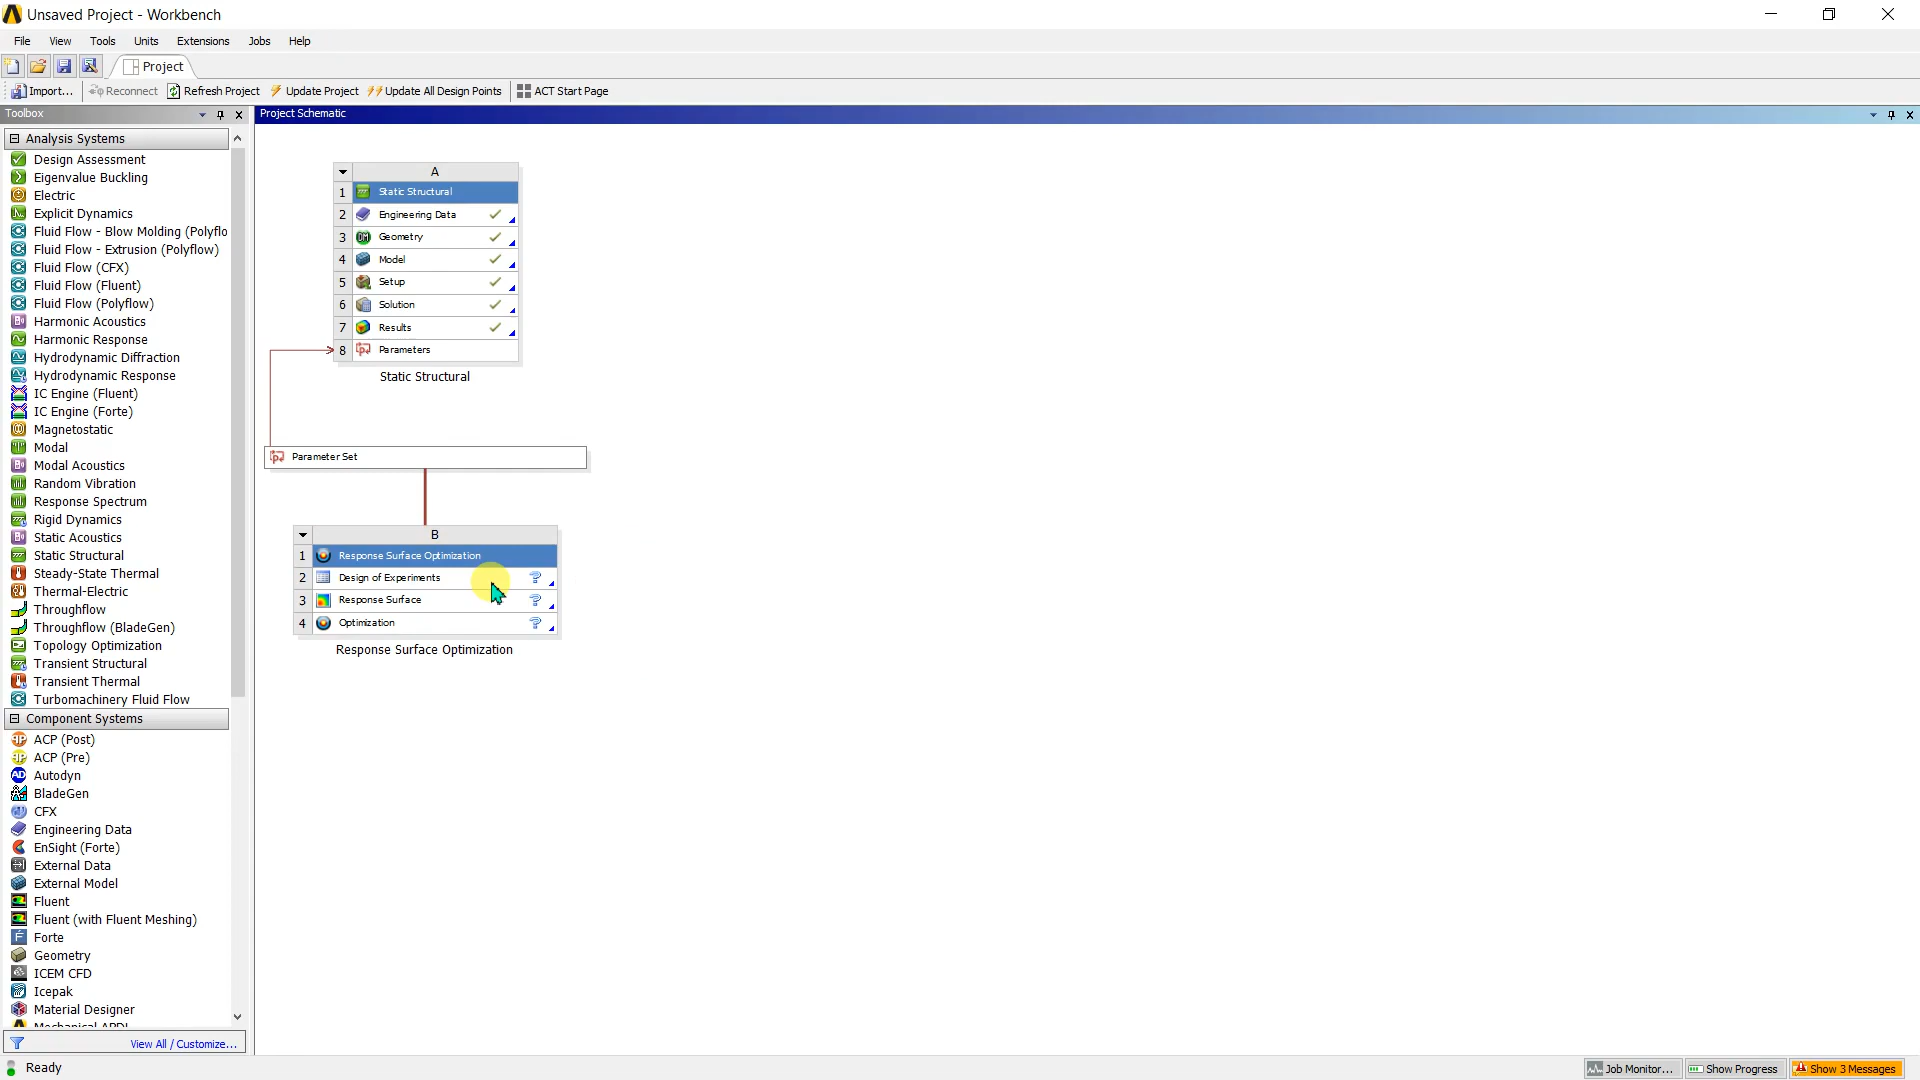 Unsaved Project - Workbench
File View Tools Units Extensions Jobs Help
Project
Import... Reconnect Refresh Project Update Project Update All Design Points ACT Start Page
Toolbox
Project Schematic
Analysis Systems
Design Assessment
Eigenvalue Buckling
Electric
Explicit Dynamics
Fluid Flow - Blow Molding (Polyflo
Fluid Flow - Extrusion (Polyflow)
Fluid Flow (CFX)
Fluid Flow (Fluent)
Fluid Flow (Polyflow)
Harmonic Acoustics
Harmonic Response
Hydrodynamic Diffraction
Hydrodynamic Response
IC Engine (Fluent)
IC Engine (Forte)
Magnetostatic
Modal
Modal Acoustics
Random Vibration
Response Spectrum
Rigid Dynamics
Static Acoustics
Static Structural
Steady-State Thermal
Thermal-Electric
Throughflow
Throughflow (BladeGen)
Topology Optimization
Transient Structural
Transient Thermal
Turbomachinery Fluid Flow
Component Systems
ACP (Post)
ACP (Pre)
Autodyn
BladeGen
CFX
Engineering Data
EnSight (Forte)
External Data
External Model
Fluent
Fluent (with Fluent Meshing)
Forte
Geometry
ICEM CFD
Icepak
Material Designer
Mechanical APDL
View All / Customize...
A
1 Static Structural
2 Engineering Data
3 Geometry
4 Model
5 Setup
6 Solution
7 Results
8 Parameters
Static Structural
Parameter Set
B
1 Response Surface Optimization
2 Design of Experiments
3 Response Surface
4 Optimization
Response Surface Optimization
Ready
Job Monitor... Show Progress Show 3 Messages